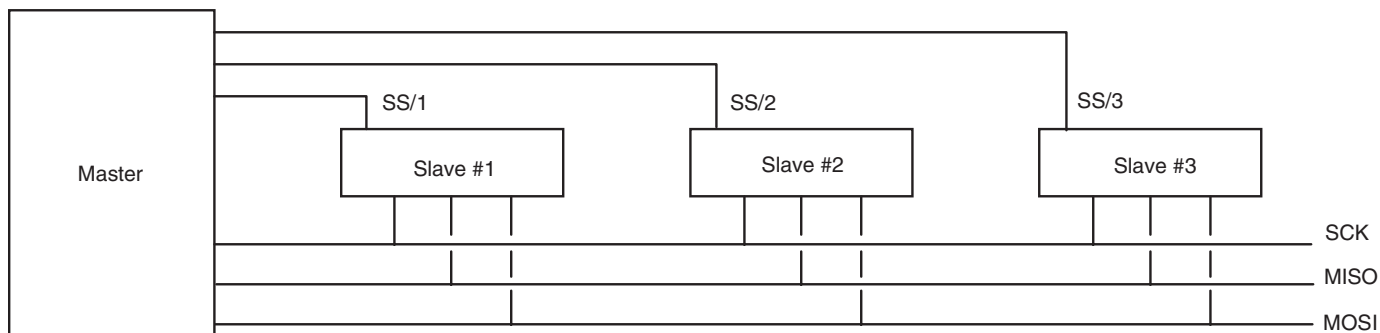 SS/1
SS/2
SS/3
Master
Slave #1
Slave #2
Slave #3
SCK
MISO
MOSI